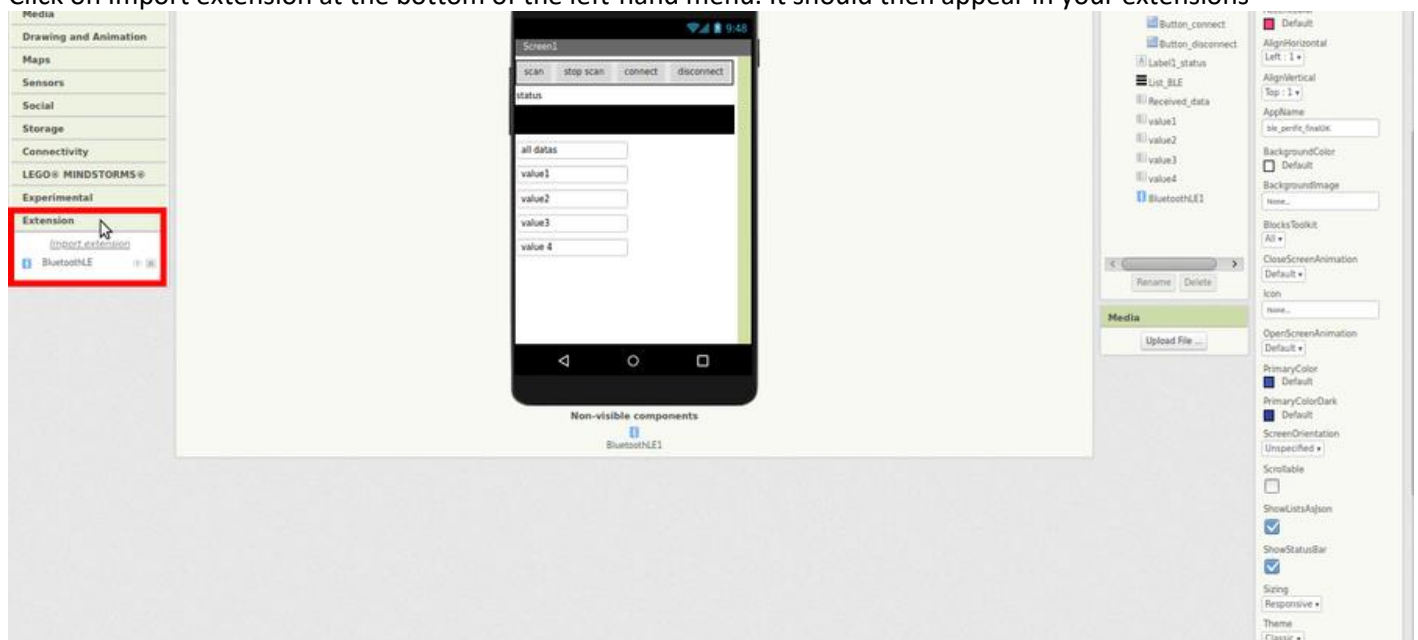 Click on import extension at the bottom of the left-hand menu. It should then appear in your extensions
Media
Drawing and Animation
Maps
Sensors
Social
Storage
Connectivity
LEGO® MINDSTORMS®
Experimental
Extension
Import extension
BluetoothLE
9:48
Screen1
scan stop scan connect disconnect
status
all datas
value1
value2
value3
value 4
Non-visible components
BluetoothLE1
Button_connect
Button_disconnect
Label1_status
List_BLE
Received_data
value1
value2
value3
value4
BluetoothLE1
Rename Delete
Media
Upload File ...
Default
AlignHorizontal
Left : 1
AlignVertical
Top : 1
AppName
BackgroundColor
Default
BackgroundImage
None...
BlocksToolkit
All
CloseScreenAnimation
Default
Icon
None...
OpenScreenAnimation
Default
PrimaryColor
Default
PrimaryColorDark
Default
ScreenOrientation
Unspecified
Scrollable
ShowListsAsJson
ShowStatusBar
Sizing
Responsive
Theme
Classic